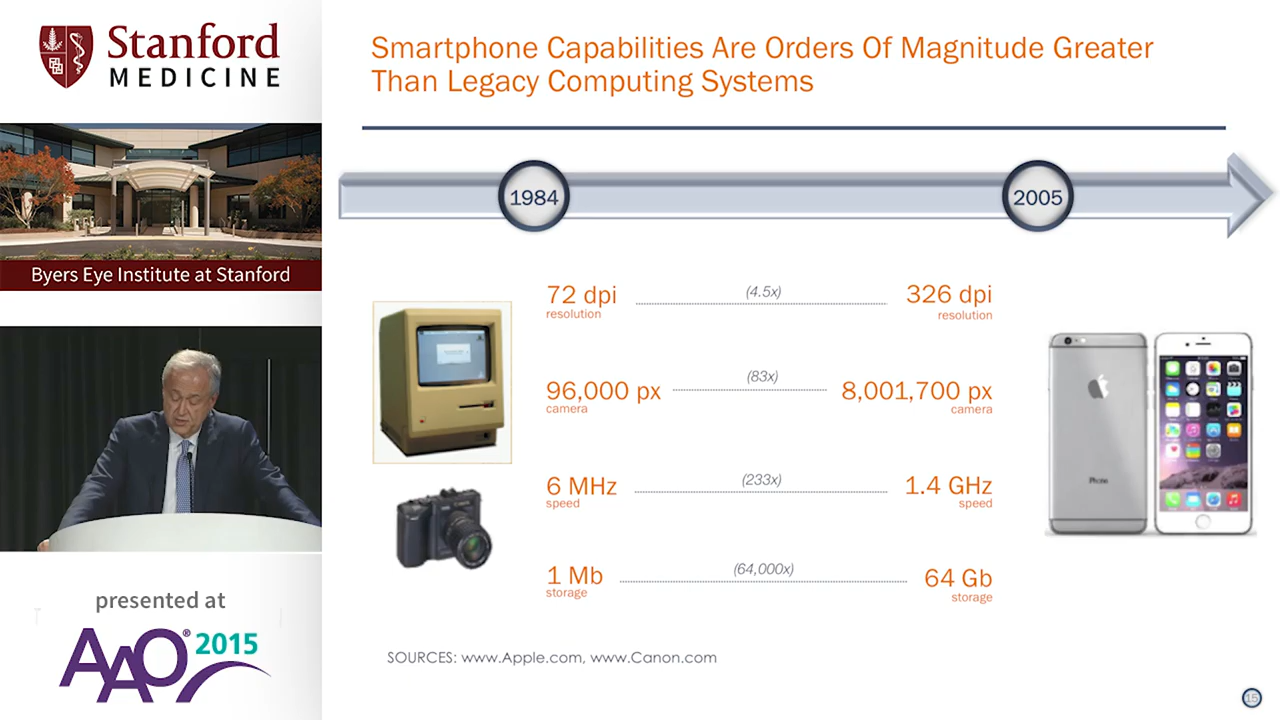 Stanford
MEDICINE
Byers Eye Institute at Stanford
presented at
AAO® 2015
Smartphone Capabilities Are Orders Of Magnitude Greater
Than Legacy Computing Systems
1984
2005
72 dpi
resolution
(4.5x)
326 dpi
resolution
96,000 px
camera
(83x)
8,001,700 px
camera
6 MHz
speed
(233x)
1.4 GHz
speed
1 Mb
storage
(64,000x)
64 Gb
storage
iPhone
SOURCES: www.Apple.com, www.Canon.com
15